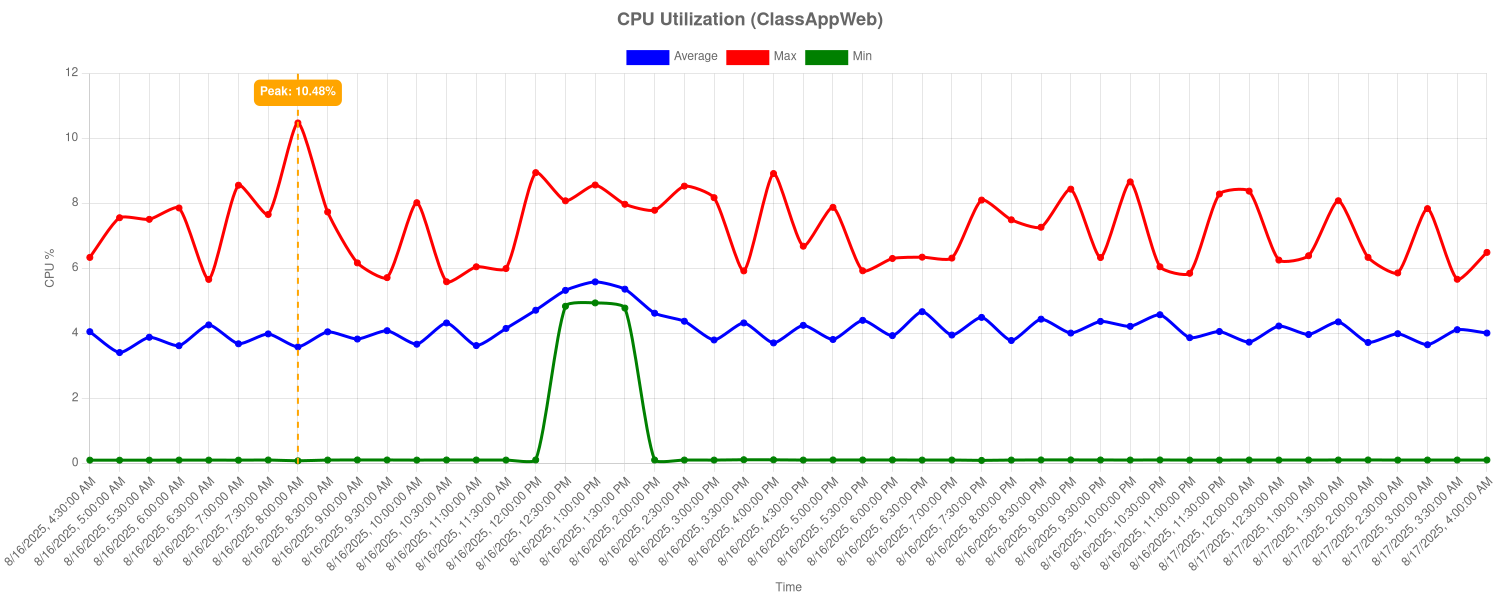 CPU Utilization (ClassAppWeb)
Average Max Min
Peak: 10.48%
12
10
8
6
4
2
0
CPU %
8/16/2025, 4:30:00 AM
8/16/2025, 5:00:00 AM
8/16/2025, 5:30:00 AM
8/16/2025, 6:00:00 AM
8/16/2025, 6:30:00 AM
8/16/2025, 7:00:00 AM
8/16/2025, 7:30:00 AM
8/16/2025, 8:00:00 AM
8/16/2025, 8:30:00 AM
8/16/2025, 9:00:00 AM
8/16/2025, 9:30:00 AM
8/16/2025, 10:00:00 AM
8/16/2025, 10:30:00 AM
8/16/2025, 11:00:00 AM
8/16/2025, 11:30:00 AM
8/16/2025, 12:00:00 PM
8/16/2025, 12:30:00 PM
8/16/2025, 1:00:00 PM
8/16/2025, 1:30:00 PM
8/16/2025, 2:00:00 PM
8/16/2025, 2:30:00 PM
8/16/2025, 3:00:00 PM
8/16/2025, 3:30:00 PM
8/16/2025, 4:00:00 PM
8/16/2025, 4:30:00 PM
8/16/2025, 5:00:00 PM
8/16/2025, 5:30:00 PM
8/16/2025, 6:00:00 PM
8/16/2025, 6:30:00 PM
8/16/2025, 7:00:00 PM
8/16/2025, 7:30:00 PM
8/16/2025, 8:00:00 PM
8/16/2025, 8:30:00 PM
8/16/2025, 9:00:00 PM
8/16/2025, 9:30:00 PM
8/16/2025, 10:00:00 PM
8/16/2025, 10:30:00 PM
8/16/2025, 11:00:00 PM
8/16/2025, 11:30:00 PM
8/17/2025, 12:00:00 AM
8/17/2025, 12:30:00 AM
8/17/2025, 1:00:00 AM
8/17/2025, 1:30:00 AM
8/17/2025, 2:00:00 AM
8/17/2025, 2:30:00 AM
8/17/2025, 3:00:00 AM
8/17/2025, 3:30:00 AM
8/17/2025, 4:00:00 AM
Time